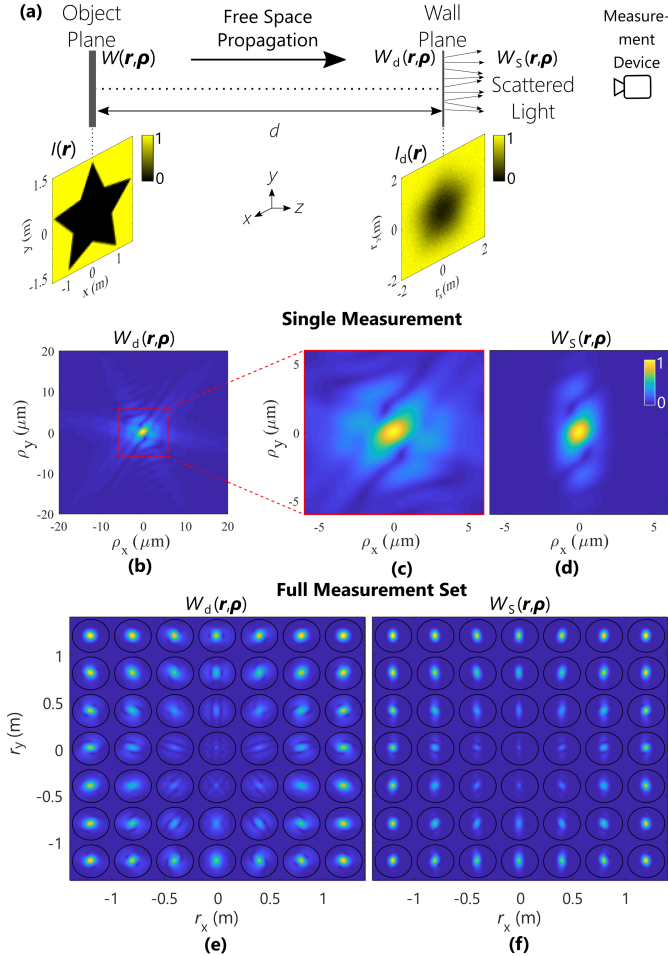 (a)
Object
Plane
Free Space
Propagation
Wall
Plane
Measure-
ment
Device
W(r,ρ)
W_d(r,ρ)
W_S(r,ρ)
Scattered
Light
d
I(r)
1
0
1.5
0
-1.5
y (m)
-1
0
1
x (m)
y
x
z
I_d(r)
1
0
2
0
-2
r_y(m)
-2
0
2
r_x(m)
Single Measurement
W_d(r,ρ)
W_S(r,ρ)
20
10
0
-10
-20
ρ_y (μm)
-20
-10
0
10
20
ρ_x (μm)
(b)
5
0
-5
ρ_y (μm)
-5
0
5
ρ_x (μm)
(c)
1
0
-5
0
5
ρ_x (μm)
(d)
Full Measurement Set
W_d(r,ρ)
W_S(r,ρ)
1
0.5
0
-0.5
-1
r_y (m)
-1
-0.5
0
0.5
1
r_x (m)
(e)
-1
-0.5
0
0.5
1
r_x (m)
(f)